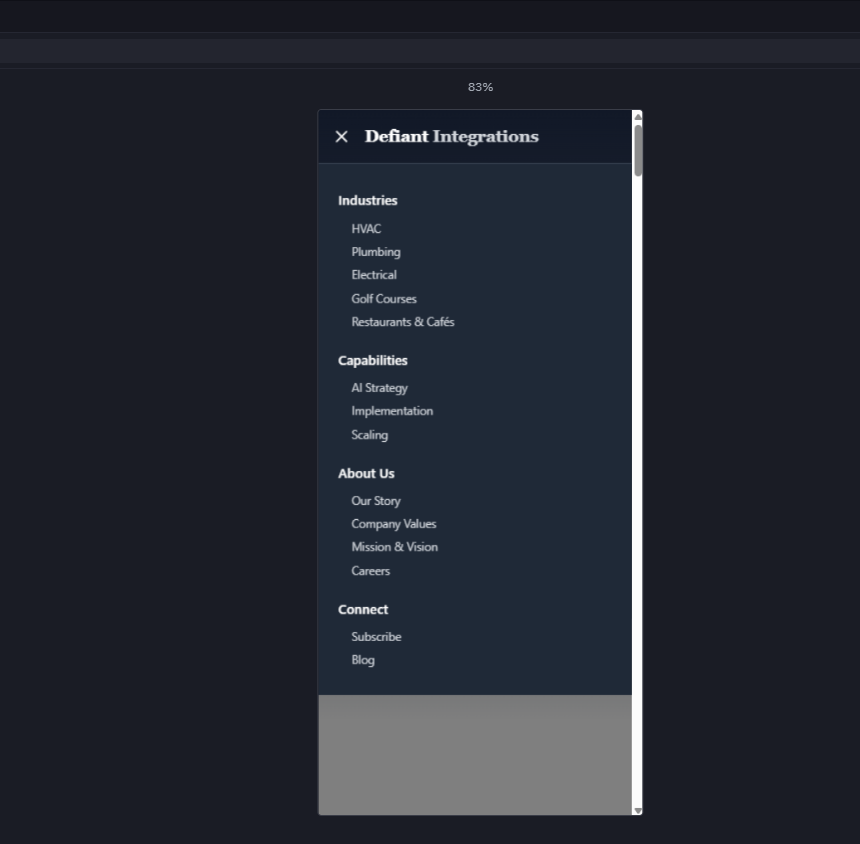 83%
Defiant Integrations
Industries
HVAC
Plumbing
Electrical
Golf Courses
Restaurants & Cafés
Capabilities
AI Strategy
Implementation
Scaling
About Us
Our Story
Company Values
Mission & Vision
Careers
Connect
Subscribe
Blog